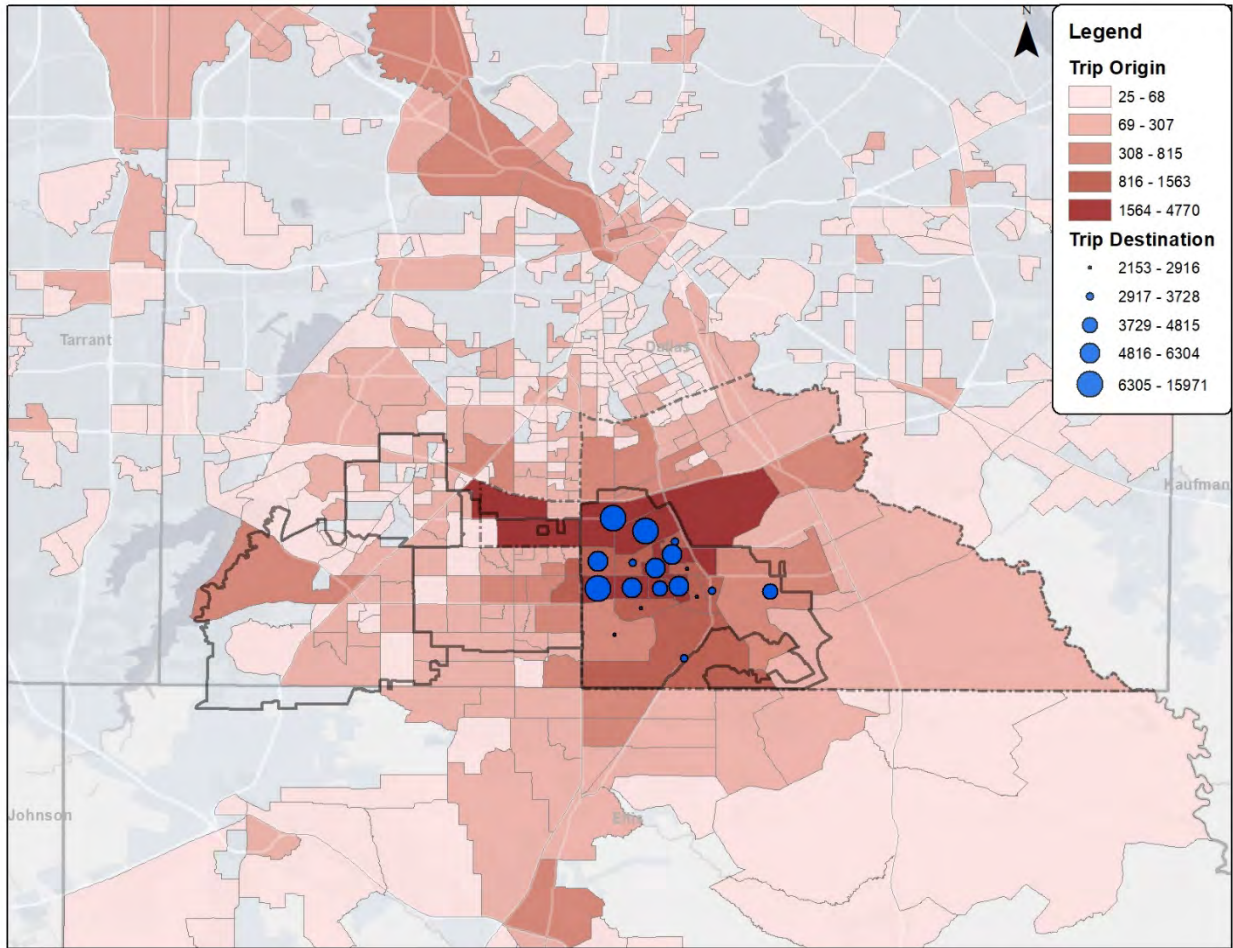 N
Legend
Trip Origin
25 - 68
69 - 307
308 - 815
816 - 1563
1564 - 4770
Trip Destination
2153 - 2916
2917 - 3728
3729 - 4815
4816 - 6304
6305 - 15971
Tarrant
Dallas
Kaufman
Johnson
Ellis